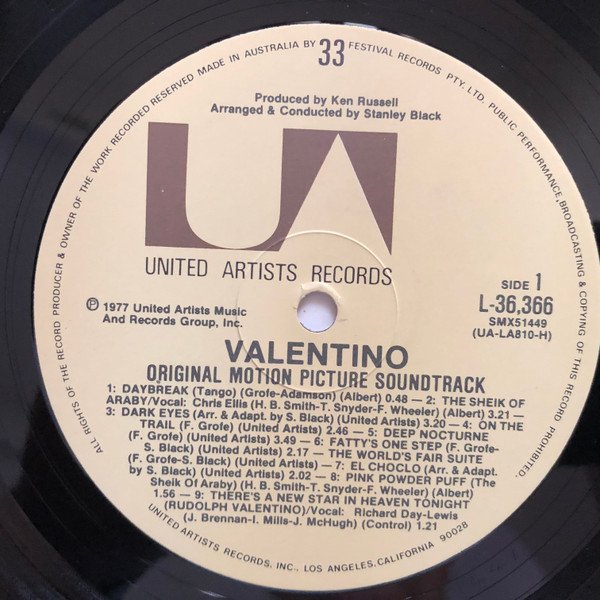 ALL RIGHTS OF THE RECORD PRODUCER & OWNER OF THE WORK RECORDED RESERVED MADE IN AUSTRALIA BY FESTIVAL RECORDS PTY. LTD. PUBLIC PERFORMANCE, BROADCASTING & COPYING OF THIS RECORD PROHIBITED.
33
Produced by Ken Russell
Arranged & Conducted by Stanley Black
UA
UNITED ARTISTS RECORDS
SIDE 1
L-36,366
SMX51449
(UA-LA810-H)
℗ 1977 United Artists Music
And Records Group, Inc.
VALENTINO
ORIGINAL MOTION PICTURE SOUNDTRACK
1: DAYBREAK (Tango) (Grofe-Adamson) (Albert) 0.48 — 2: THE SHEIK OF
ARABY/Vocal: Chris Ellis (H. B. Smith-T. Snyder-F. Wheeler) (Albert) 3.21 —
3: DARK EYES (Arr. & Adapt. by S. Black) (United Artists) 3.20 — 4: ON THE
TRAIL (F. Grofe) (United Artists) 2.46 — 5: DEEP NOCTURNE
(F. Grofe) (United Artists) 3.49 — 6: FATTY'S ONE STEP (F. Grofe-
S. Black) (United Artists) 2.17 — THE WORLD'S FAIR SUITE
(F. Grofe-S. Black) (United Artists) — 7: EL CHOCLO (Arr. & Adapt.
by S. Black) (United Artists) 2.02 — 8: PINK POWDER PUFF (The
Sheik Of Araby) (H. B. Smith-T. Snyder-F. Wheeler) (Albert)
1.56 — 9: THERE'S A NEW STAR IN HEAVEN TONIGHT
(RUDOLPH VALENTINO)/Vocal: Richard Day-Lewis
(J. Brennan-I. Mills-J. McHugh) (Control) 1.21
UNITED ARTISTS RECORDS, INC., LOS ANGELES, CALIFORNIA 90028